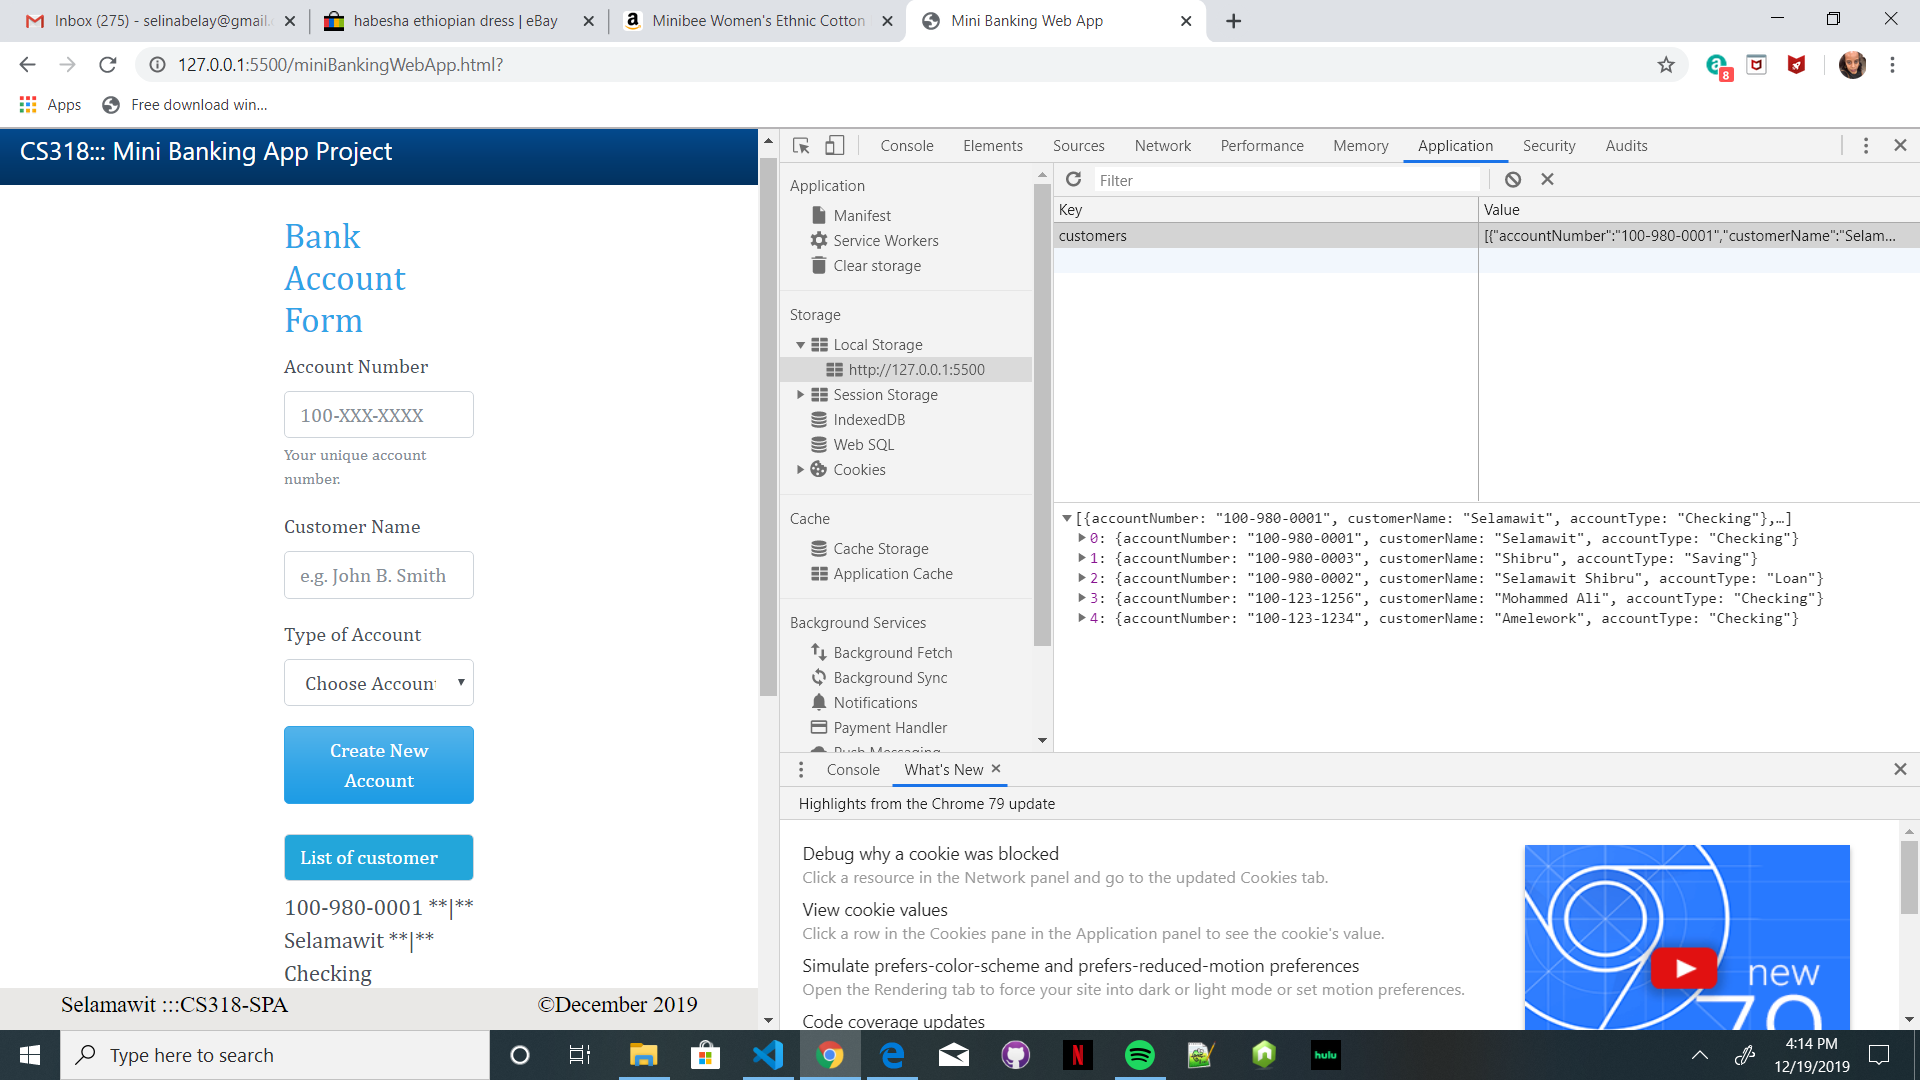 Inbox (275) - selinabelay@gmail.
habesha ethiopian dress | eBay
Minibee Women's Ethnic Cotton
Mini Banking Web App
127.0.0.1:5500/miniBankingWebApp.html?
8
Apps
Free download win...
CS318::: Mini Banking App Project
Bank
Account
Form
Account Number
100-XXX-XXXX
Your unique account
number.
Customer Name
e.g. John B. Smith
Type of Account
Choose Accoun
Create New
Account
List of customer
100-980-0001 **|**
Selamawit **|**
Checking
Selamawit :::CS318-SPA
©December 2019
Console Elements Sources Network Performance Memory Application Security Audits
Application
Manifest
Service Workers
Clear storage
Storage
Local Storage
http://127.0.0.1:5500
Session Storage
IndexedDB
Web SQL
Cookies
Cache
Cache Storage
Application Cache
Background Services
Background Fetch
Background Sync
Notifications
Payment Handler
Push Messaging
Filter
Key Value
customers [{"accountNumber":"100-980-0001","customerName":"Selam...
[{accountNumber: "100-980-0001", customerName: "Selamawit", accountType: "Checking"},…]
0: {accountNumber: "100-980-0001", customerName: "Selamawit", accountType: "Checking"}
1: {accountNumber: "100-980-0003", customerName: "Shibru", accountType: "Saving"}
2: {accountNumber: "100-980-0002", customerName: "Selamawit Shibru", accountType: "Loan"}
3: {accountNumber: "100-123-1256", customerName: "Mohammed Ali", accountType: "Checking"}
4: {accountNumber: "100-123-1234", customerName: "Amelework", accountType: "Checking"}
Console What's New
Highlights from the Chrome 79 update
Debug why a cookie was blocked
Click a resource in the Network panel and go to the updated Cookies tab.
View cookie values
Click a row in the Cookies pane in the Application panel to see the cookie's value.
Simulate prefers-color-scheme and prefers-reduced-motion preferences
Open the Rendering tab to force your site into dark or light mode or set motion preferences.
Code coverage updates
new
79
Type here to search
hulu
4:14 PM
12/19/2019